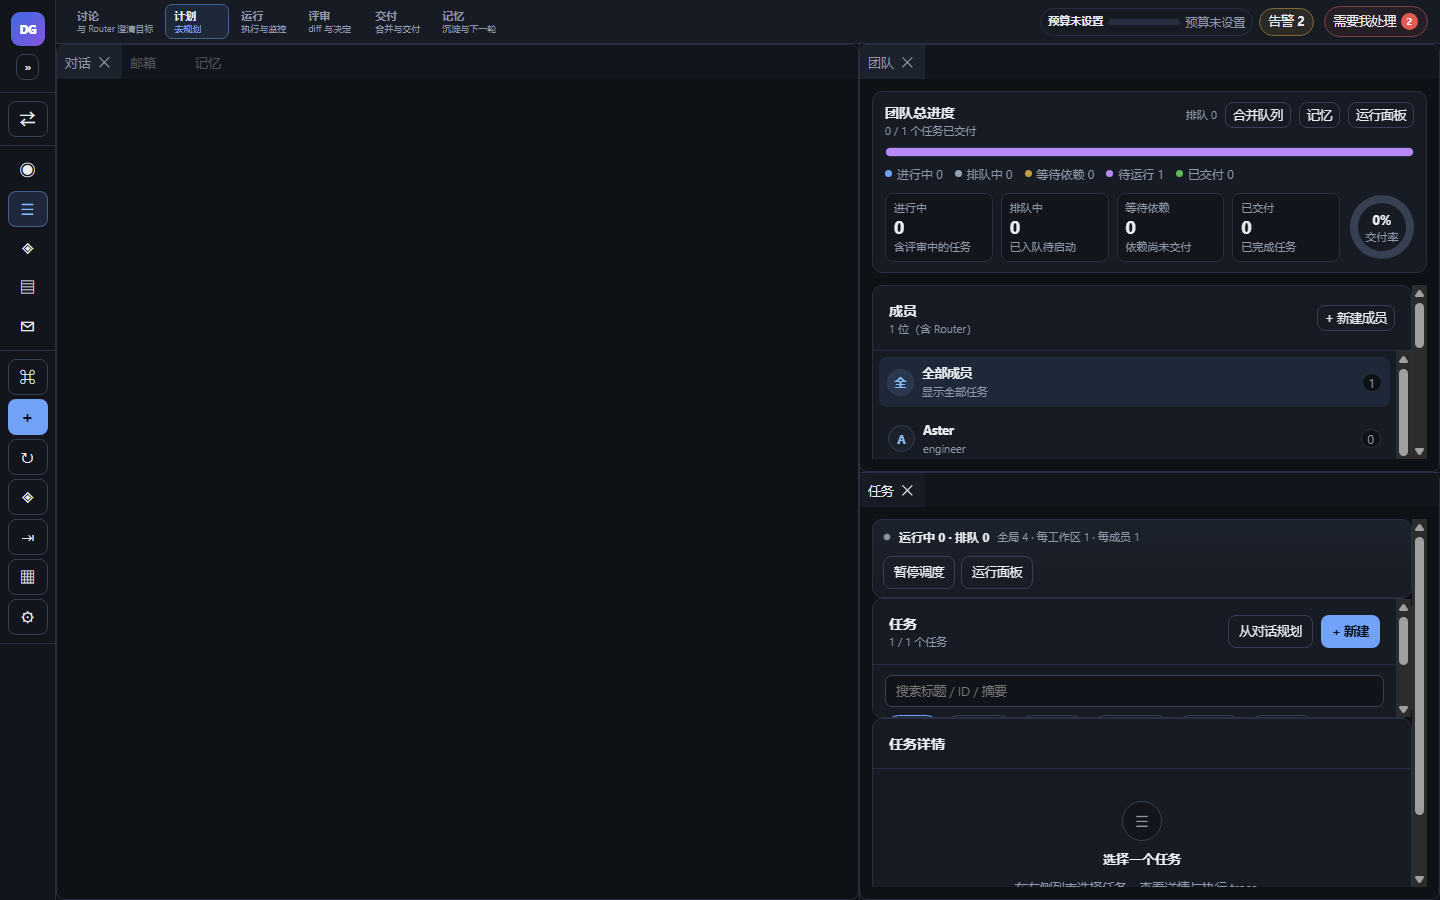 DG
»
讨论
与 Router 澄清目标
计划
去规划
运行
执行与监控
评审
diff 与决定
交付
合并与交付
记忆
沉淀与下一轮
预算未设置 预算未设置
告警 2
需要我处理 2
对话
邮箱
记忆
团队
团队总进度
0 / 1 个任务已交付
排队 0
合并队列
记忆
运行面板
进行中 0
排队中 0
等待依赖 0
待运行 1
已交付 0
进行中
0
含评审中的任务
排队中
0
已入队待启动
等待依赖
0
依赖尚未交付
已交付
0
已完成任务
0%
交付率
成员
1 位（含 Router）
+ 新建成员
全
全部成员
显示全部任务
1
A
Aster
engineer
0
任务
运行中 0 · 排队 0 全局 4 · 每工作区 1 · 每成员 1
暂停调度
运行面板
任务
1 / 1 个任务
从对话规划
+ 新建
搜索标题 / ID / 摘要
任务详情
选择一个任务